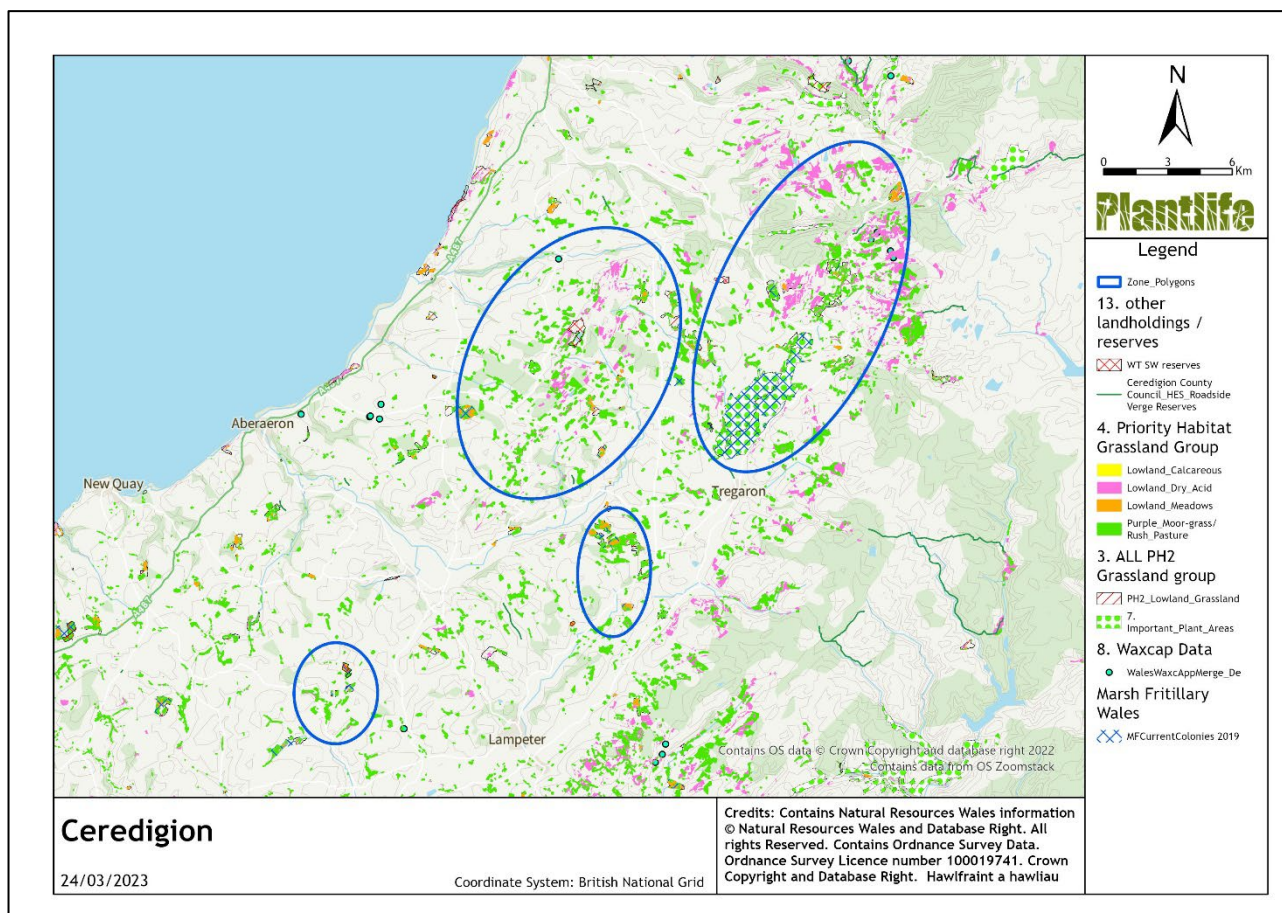 A487
A487
Aberaeron
New Quay
A487
Tregaron
Lampeter
Contains OS data © Crown Copyright and database right 2022
Contains data from OS Zoomstack
N
0 3 6
Km
Plantlife
Legend
Zone_Polygons
13. other
landholdings /
reserves
WT SW reserves
Ceredigion County
Council_HES_Roadside
Verge Reserves
4. Priority Habitat
Grassland Group
Lowland_Calcareous
Lowland_Dry_Acid
Lowland_Meadows
Purple_Moor-grass/
Rush_Pasture
3. ALL PH2
Grassland group
PH2_Lowland_Grassland
7.
Important_Plant_Areas
8. Waxcap Data
WalesWaxcAppMerge_De
Marsh Fritillary
Wales
MFCurrentColonies 2019
Ceredigion
24/03/2023
Coordinate System: British National Grid
Credits: Contains Natural Resources Wales information
© Natural Resources Wales and Database Right. All
rights Reserved. Contains Ordnance Survey Data.
Ordnance Survey Licence number 100019741. Crown
Copyright and Database Right. Hawlfraint a hawliau